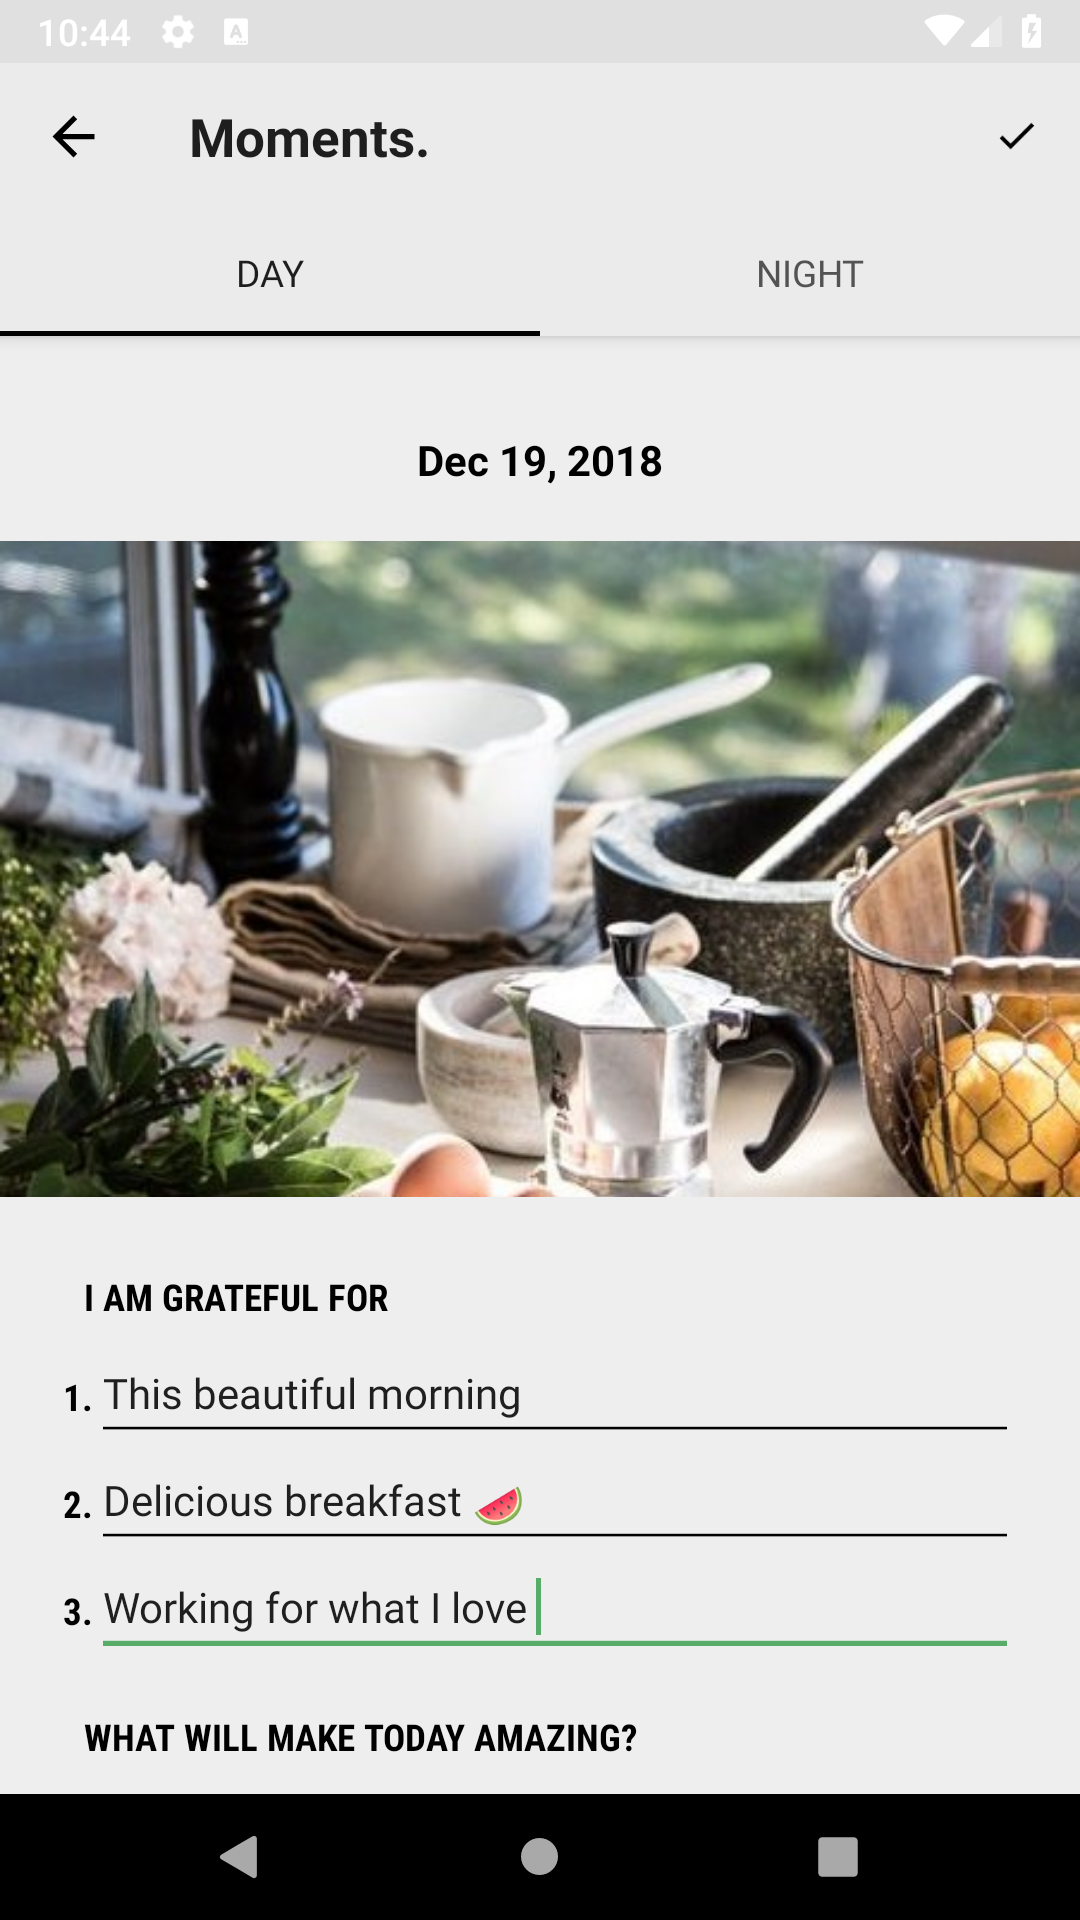 10:44
Moments.
DAY
NIGHT
Dec 19, 2018
I AM GRATEFUL FOR
1. This beautiful morning
2. Delicious breakfast 🍉
3. Working for what I love
WHAT WILL MAKE TODAY AMAZING?